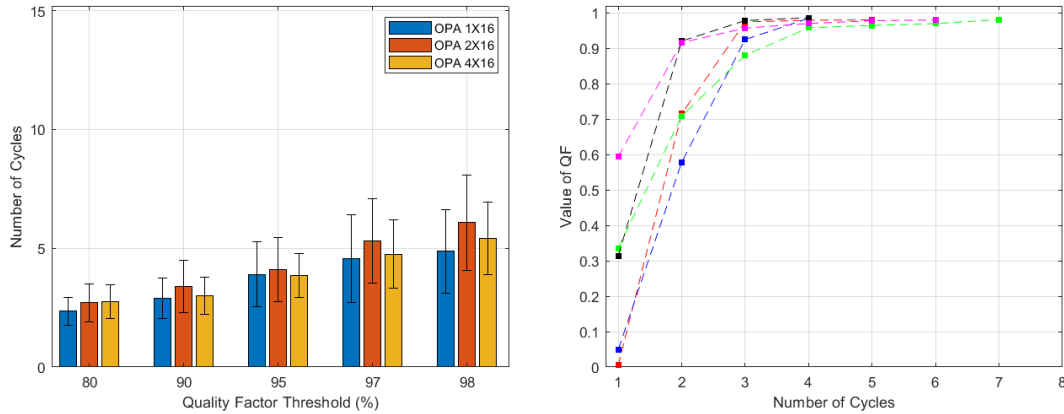 15
10
5
0
Number of Cycles
80 90 95 97 98
Quality Factor Threshold (%)
OPA 1X16
OPA 2X16
OPA 4X16
1
0.9
0.8
0.7
0.6
0.5
0.4
0.3
0.2
0.1
0
Value of QF
1 2 3 4 5 6 7 8
Number of Cycles